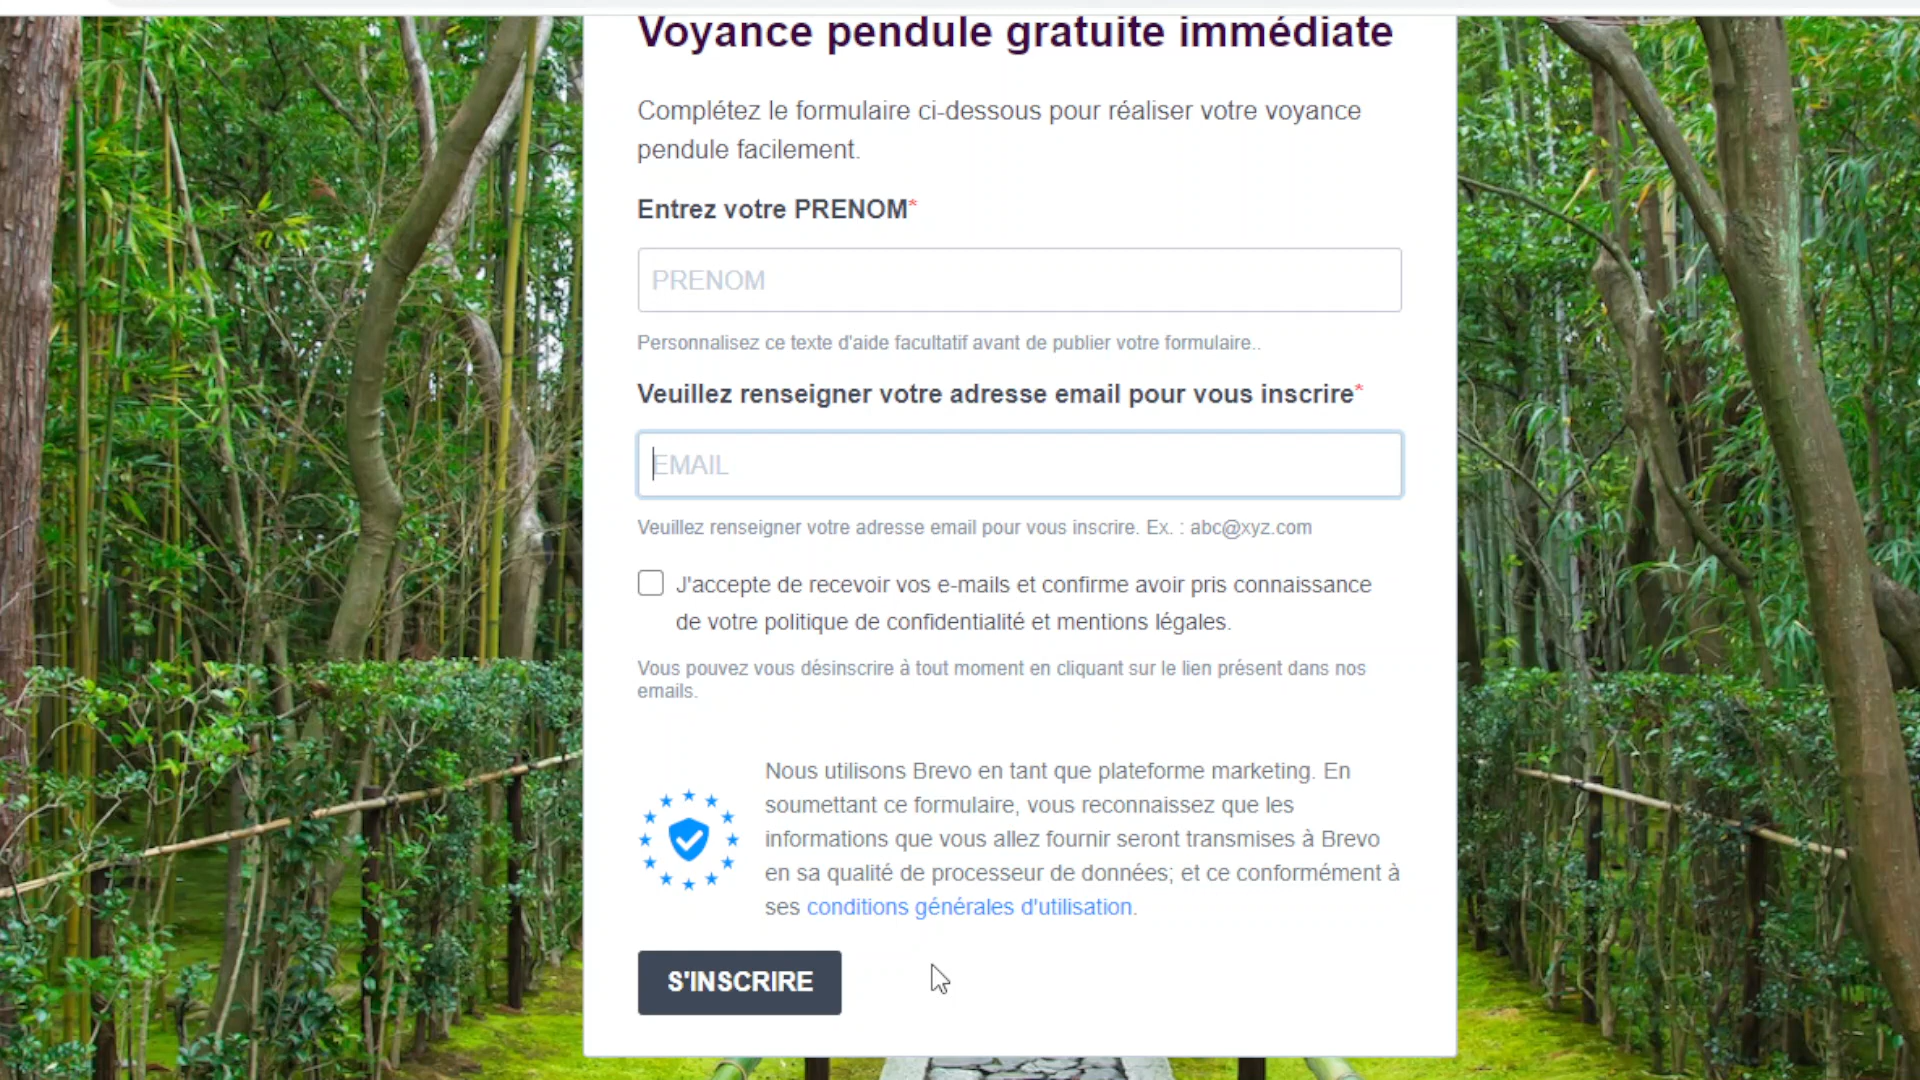 Voyance pendule gratuite immédiate
Complétez le formulaire ci-dessous pour réaliser votre voyance
pendule facilement.
Entrez votre PRENOM*
PRENOM
Personnalisez ce texte d'aide facultatif avant de publier votre formulaire..
Veuillez renseigner votre adresse email pour vous inscrire*
EMAIL
Veuillez renseigner votre adresse email pour vous inscrire. Ex. : abc@xyz.com
J'accepte de recevoir vos e-mails et confirme avoir pris connaissance
de votre politique de confidentialité et mentions légales.
Vous pouvez vous désinscrire à tout moment en cliquant sur le lien présent dans nos
emails.
Nous utilisons Brevo en tant que plateforme marketing. En
soumettant ce formulaire, vous reconnaissez que les
informations que vous allez fournir seront transmises à Brevo
en sa qualité de processeur de données; et ce conformément à
ses conditions générales d'utilisation.
S'INSCRIRE